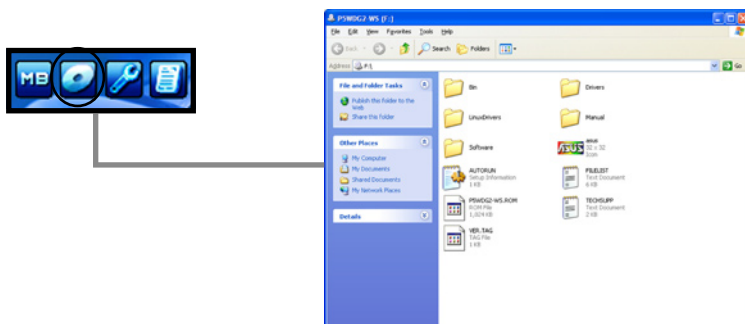 MB
P5WDG2-WS (F:)
File Edit View Favorites Tools Help
Back Search Folders
Address F:\ Go
File and Folder Tasks
Publish this folder to the
Web
Share this folder
Other Places
My Computer
My Documents
Shared Documents
My Network Places
Details
Bin
Drivers
LinuxDrivers
Manual
Software
ASUS
asus
32 x 32
Icon
AUTORUN
Setup Information
1 KB
FILELIST
Text Document
6 KB
P5WDG2-WS.ROM
ROM File
1,024 KB
TECHSUPP
Text Document
2 KB
VER.TAG
TAG File
1 KB